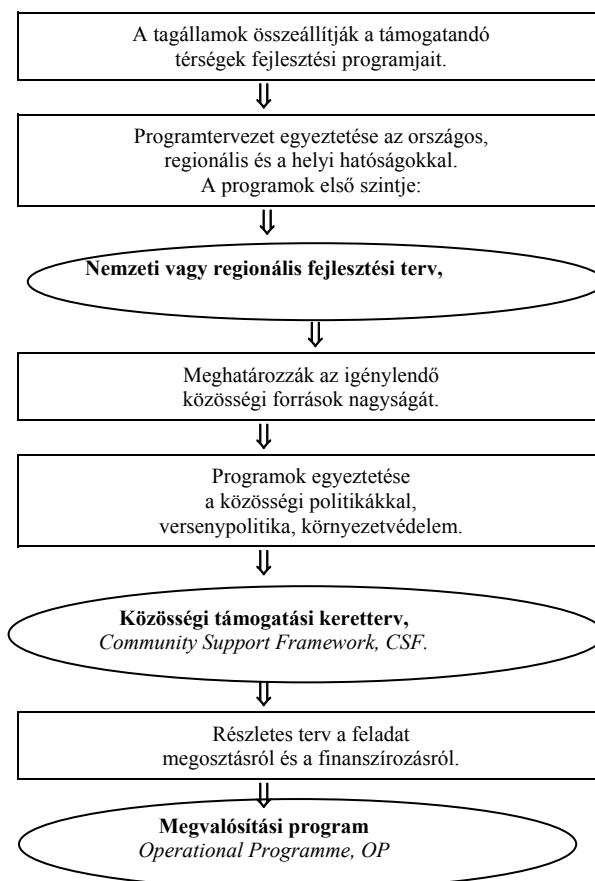 A tagállamok összeállítják a támogatandó
térségek fejlesztési programjait.
⇓
Programtervezet egyeztetése az országos,
regionális és a helyi hatóságokkal.
A programok első szintje:
⇓
Nemzeti vagy regionális fejlesztési terv,
⇓
Meghatározzák az igénylendő
közösségi források nagyságát.
⇓
Programok egyeztetése
a közösségi politikákkal,
versenypolitika, környezetvédelem.
⇓
Közösségi támogatási keretterv,
Community Support Framework, CSF.
⇓
Részletes terv a feladat
megosztásról és a finanszírozásról.
⇓
Megvalósítási program
Operational Programme, OP